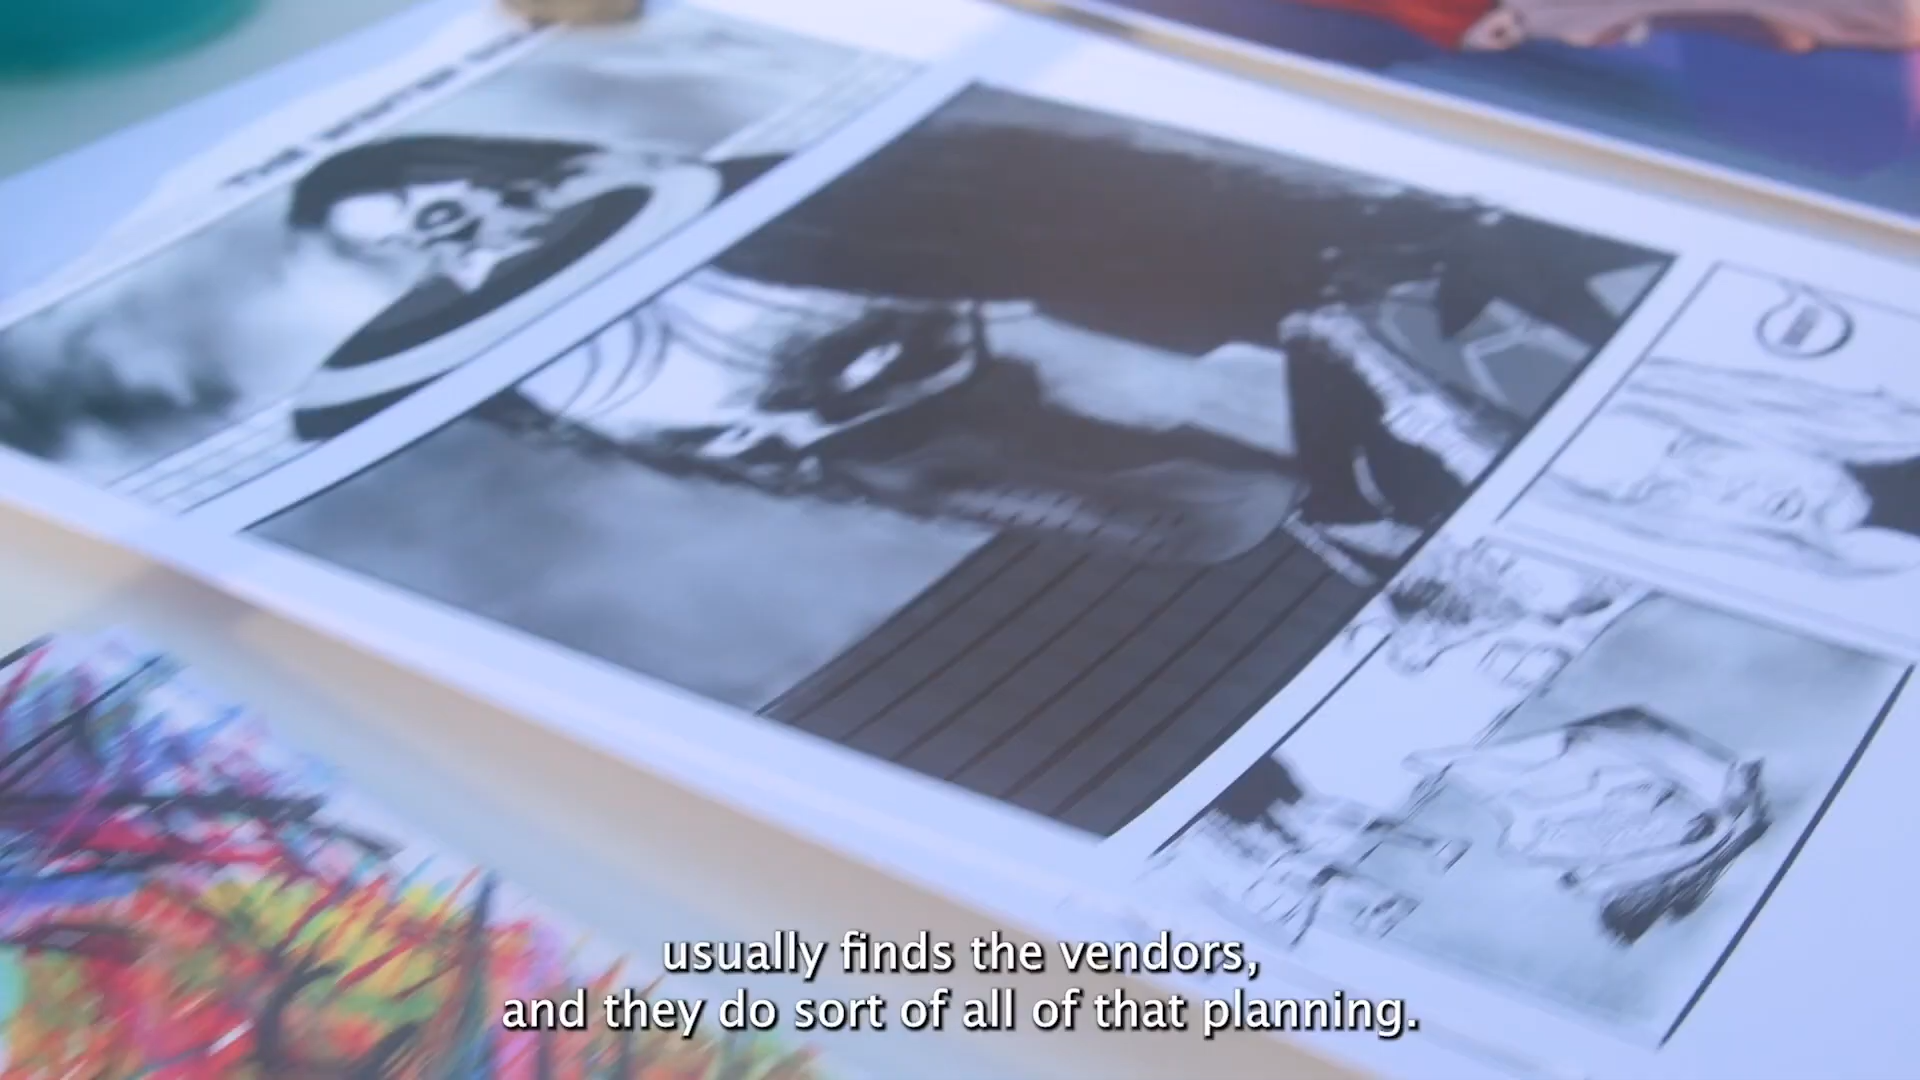 usually finds the vendors,
and they do sort of all of that planning.